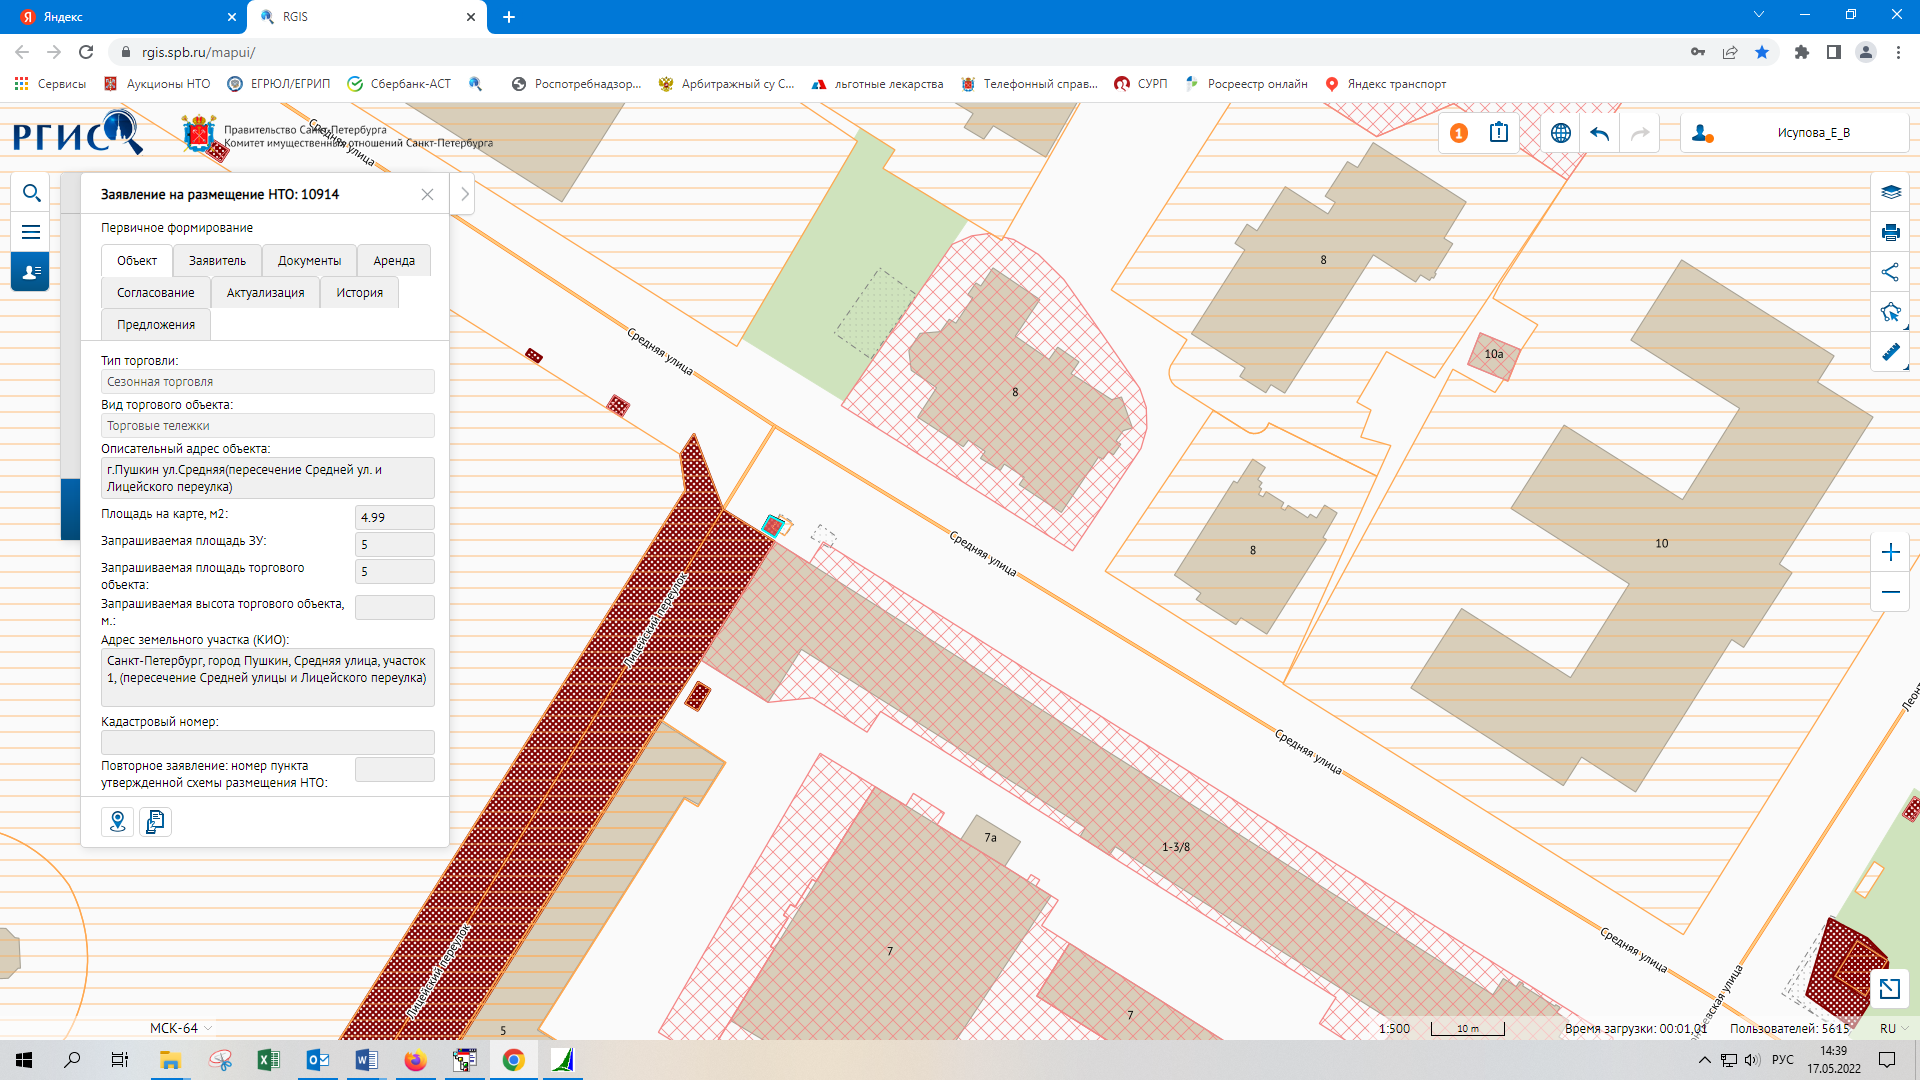 Яндекс
RGIS
rgis.spb.ru/mapui/
Сервисы
Аукционы НТО
ЕГРЮЛ/ЕГРИП
Сбербанк-АСТ
Роспотребнадзор...
Арбитражный су С...
льготные лекарства
Телефонный справ...
СУРП
Росреестр онлайн
Яндекс транспорт
РГИС
Правительство Санкт-Петербурга
Комитет имущественных отношений Санкт-Петербурга
Средняя улица
1
Исупова_Е_В
Заявление на размещение НТО: 10914
Первичное формирование
Объект
Заявитель
Документы
Аренда
Согласование
Актуализация
История
Предложения
Тип торговли:
Сезонная торговля
Вид торгового объекта:
Торговые тележки
Описательный адрес объекта:
г.Пушкин ул.Средняя(пересечение Средней ул. и
Лицейского переулка)
Площадь на карте, м2:
4.99
Запрашиваемая площадь ЗУ:
5
Запрашиваемая площадь торгового
объекта:
5
Запрашиваемая высота торгового объекта,
м.:
Адрес земельного участка (КИО):
Санкт-Петербург, город Пушкин, Средняя улица, участок
1, (пересечение Средней улицы и Лицейского переулка)
Кадастровый номер:
Повторное заявление: номер пункта
утвержденной схемы размещения НТО:
8
Средняя улица
10а
8
Средняя улица
8
10
Лицейский переулок
Леонт
Средняя улица
7а
1-3/8
7
Лицейский переулок
Средняя улица
евская улица
7
5
МСК-64
1:500
10 m
Время загрузки: 00:01,01
Пользователей: 5615
RU
РУС
14:39
17.05.2022